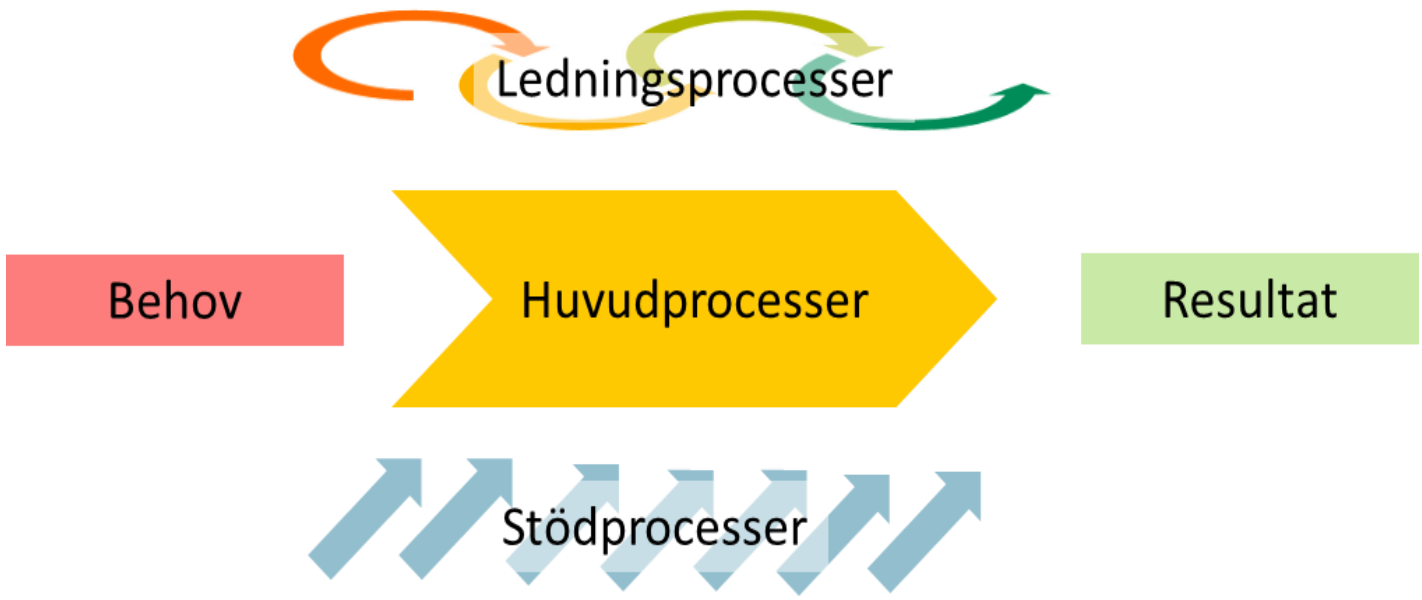 Ledningsprocesser
Behov
Huvudprocesser
Resultat
Stödprocesser